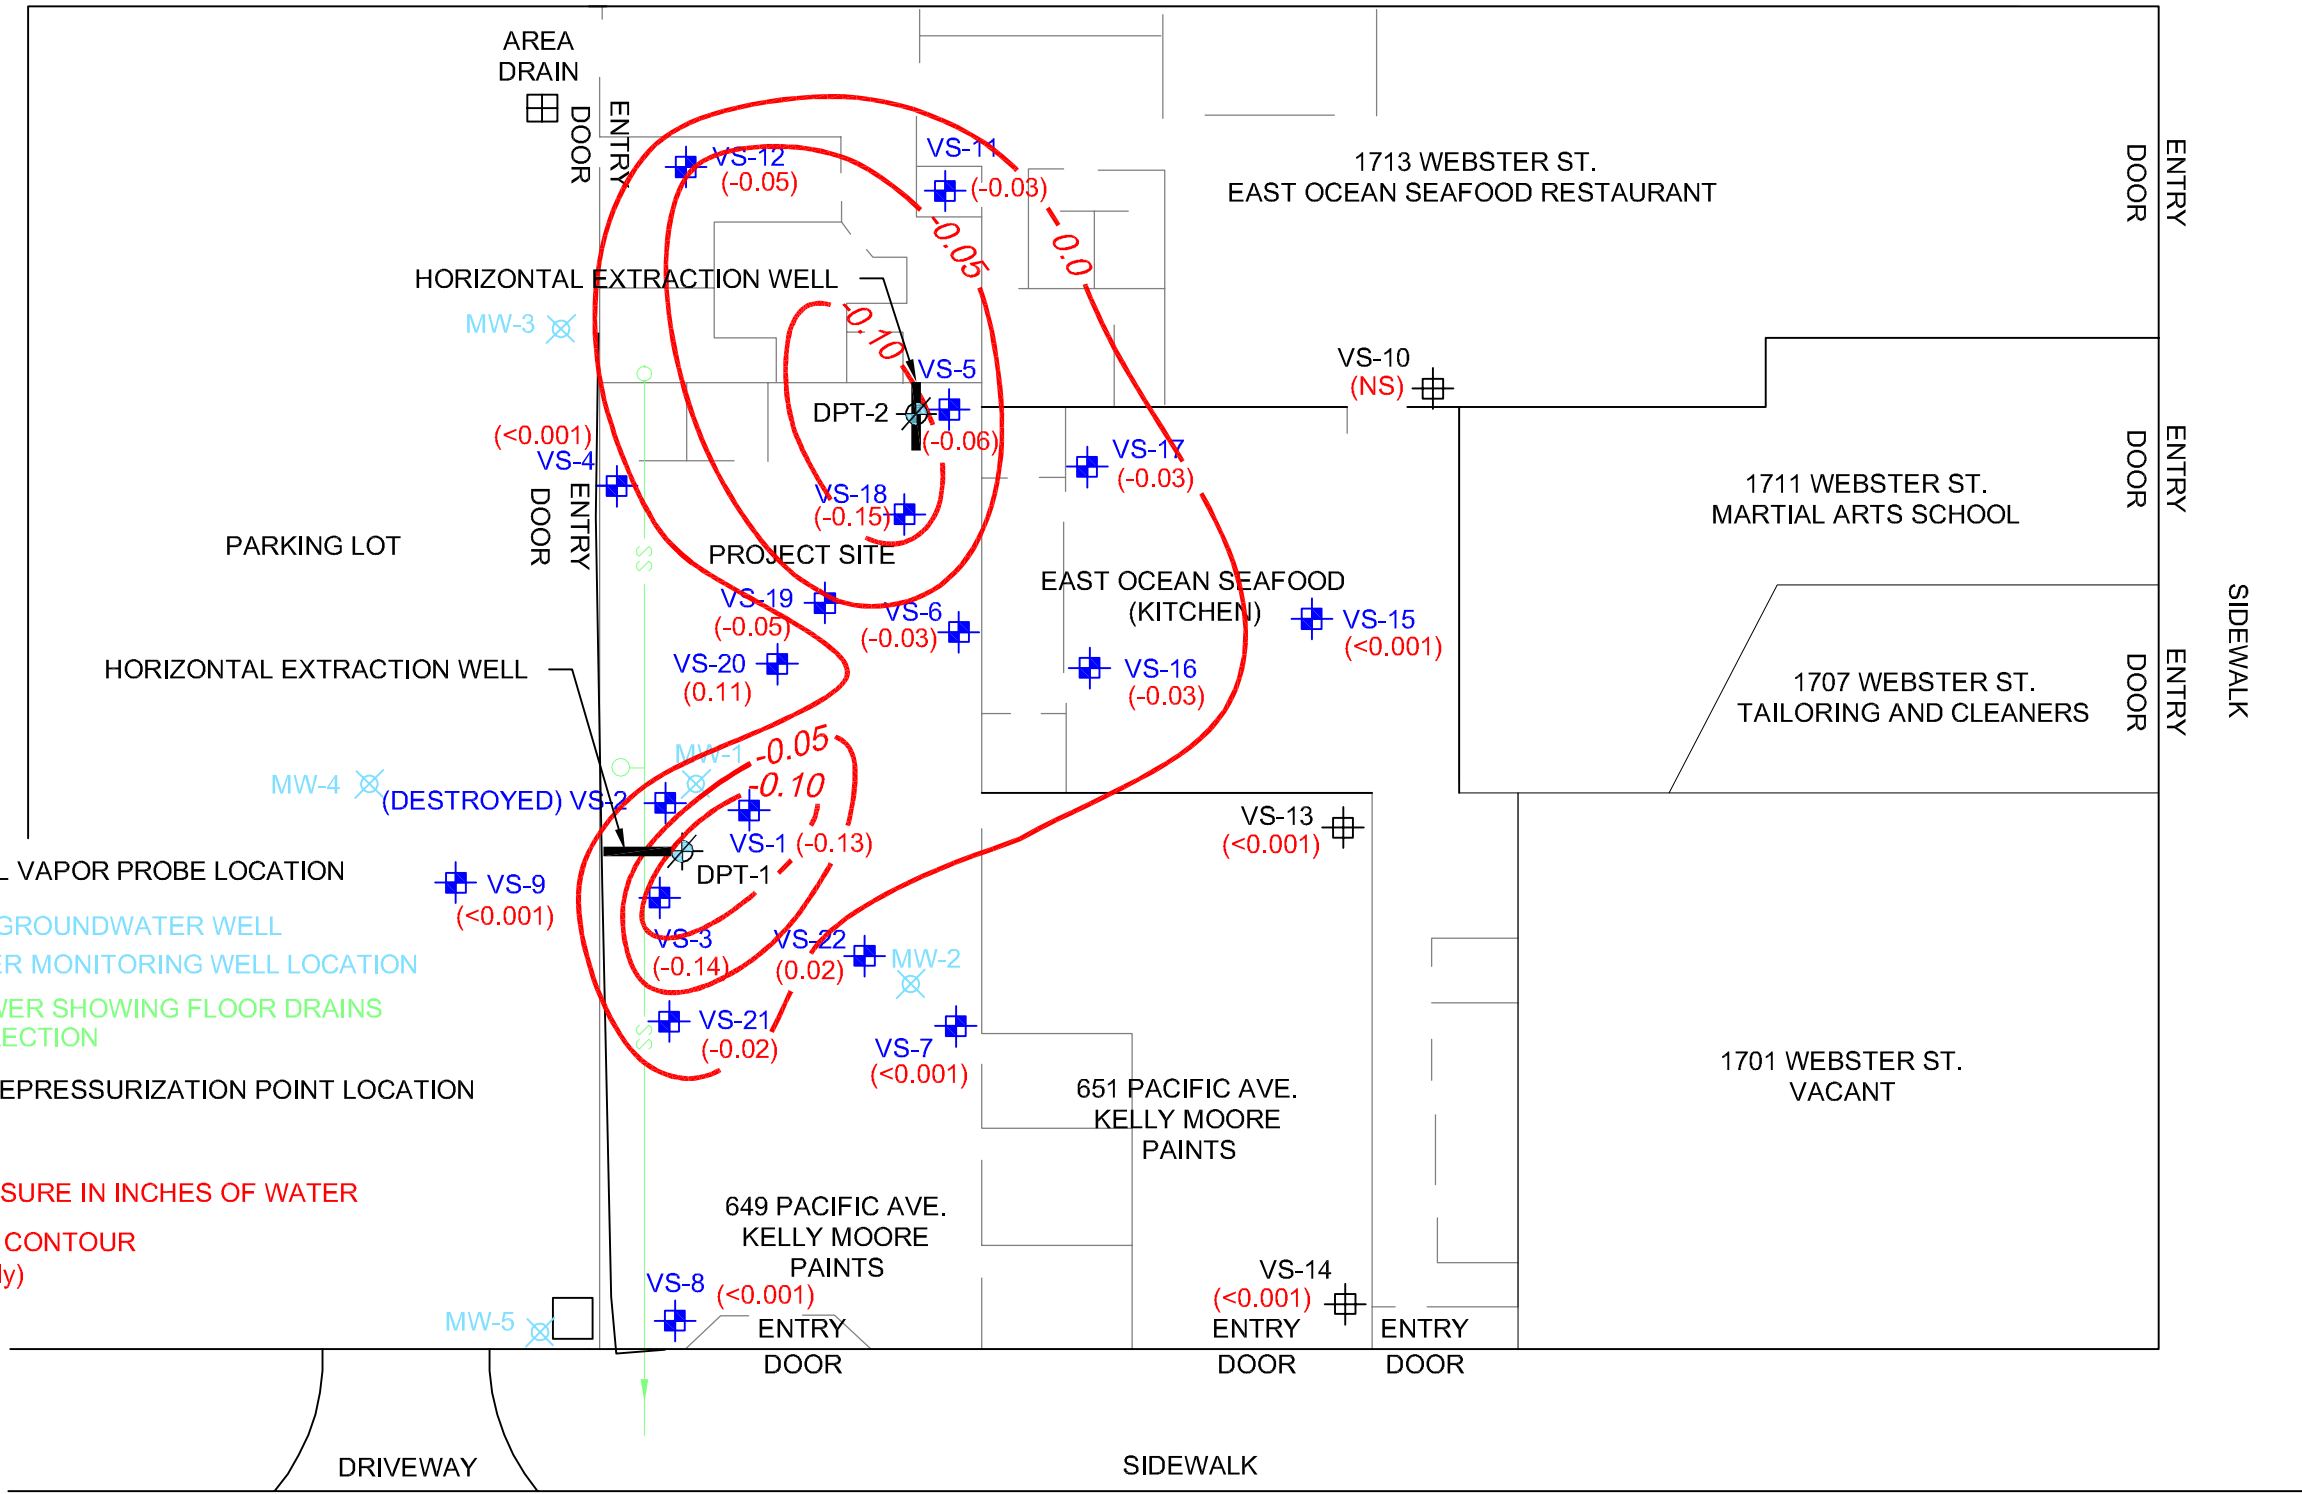 AREA
DRAIN
ENTRY
DOOR
VS-12
(-0.05)
VS-11
(-0.03)
1713 WEBSTER ST.
EAST OCEAN SEAFOOD RESTAURANT
ENTRY
DOOR
-0.05
-0.0
HORIZONTAL EXTRACTION WELL
MW-3
-0.10
VS-5
(-0.06)
DPT-2
VS-10
(NS)
(<0.001)
VS-4
ENTRY
DOOR
VS-17
(-0.03)
VS-18
(-0.15)
1711 WEBSTER ST.
MARTIAL ARTS SCHOOL
ENTRY
DOOR
PARKING LOT
SS
PROJECT SITE
EAST OCEAN SEAFOOD
(KITCHEN)
VS-19
(-0.05)
VS-6
(-0.03)
VS-15
(<0.001)
SIDEWALK
HORIZONTAL EXTRACTION WELL
VS-20
(0.11)
VS-16
(-0.03)
1707 WEBSTER ST.
TAILORING AND CLEANERS
ENTRY
DOOR
MW-1
-0.05
-0.10
MW-4
(DESTROYED) VS-2
VS-1
(-0.13)
DPT-1
VS-13
(<0.001)
L VAPOR PROBE LOCATION
VS-9
(<0.001)
GROUNDWATER WELL
ER MONITORING WELL LOCATION
VS-3
(-0.14)
VS-22
(0.02)
MW-2
WER SHOWING FLOOR DRAINS
ECTION
SS
VS-21
(-0.02)
VS-7
(<0.001)
EPRESSURIZATION POINT LOCATION
651 PACIFIC AVE.
KELLY MOORE
PAINTS
1701 WEBSTER ST.
VACANT
SURE IN INCHES OF WATER
CONTOUR
ly)
649 PACIFIC AVE.
KELLY MOORE
PAINTS
VS-8
(<0.001)
VS-14
(<0.001)
MW-5
ENTRY
DOOR
ENTRY
DOOR
ENTRY
DOOR
DRIVEWAY
SIDEWALK